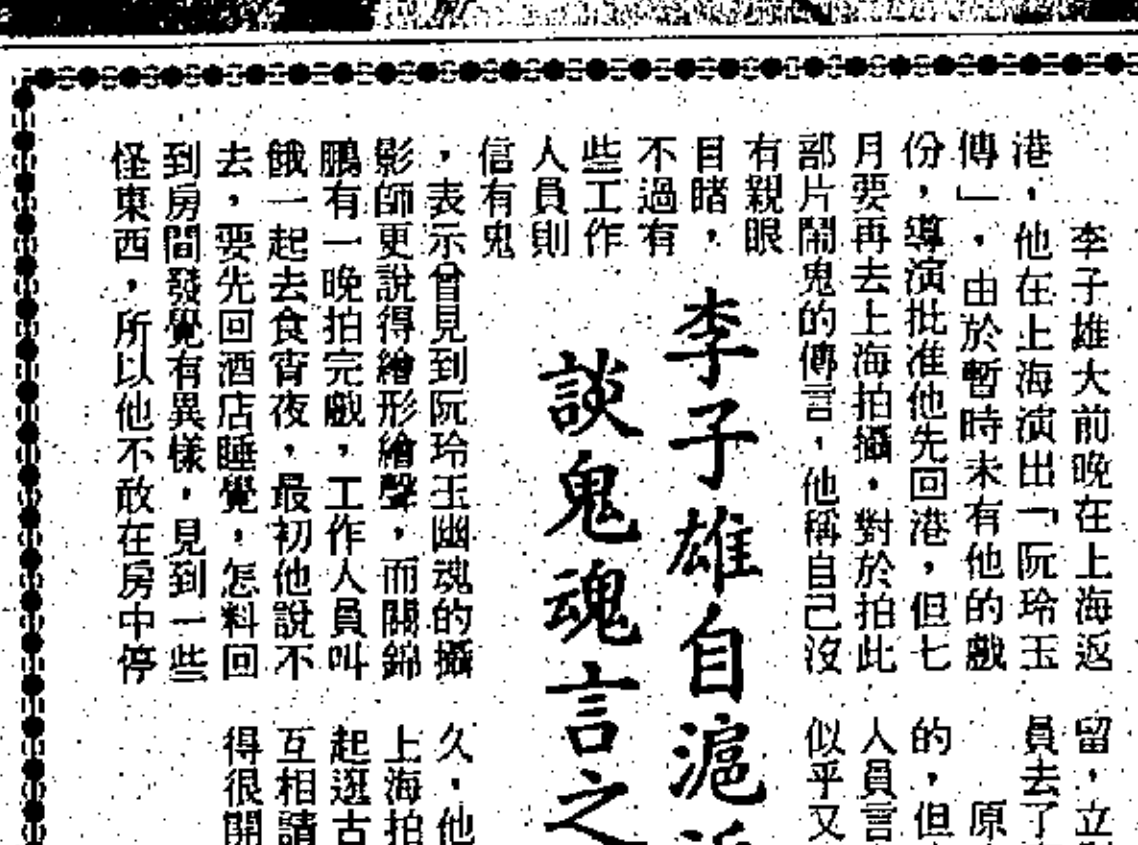 李子雄自滬
談鬼魂言之
李子雄大前晚在上海返
港,他在上海演出「阮玲玉
傳」,由於暫時未有他的戲
份,導演批准他先回港,但七
月要再去上海拍攝,對於拍此
部片鬧鬼的傳言,他稱自己沒
有親眼
目睹,
不過有
些工作
人員則
信有鬼
,表示曾見到阮玲玉幽魂的攝
影師更說得繪形繪聲,而關錦
鵬有一晚拍完戲,工作人員叫
餓一起去食宵夜,最初他說不
去,要先回酒店睡覺,怎料回
到房間發覺有異樣,見到一些
怪東西,所以他不敢在房中停
留,立
員去了
原
的,但
人員言
似乎又
久,他
上海拍
起逛古
互相請
得很開